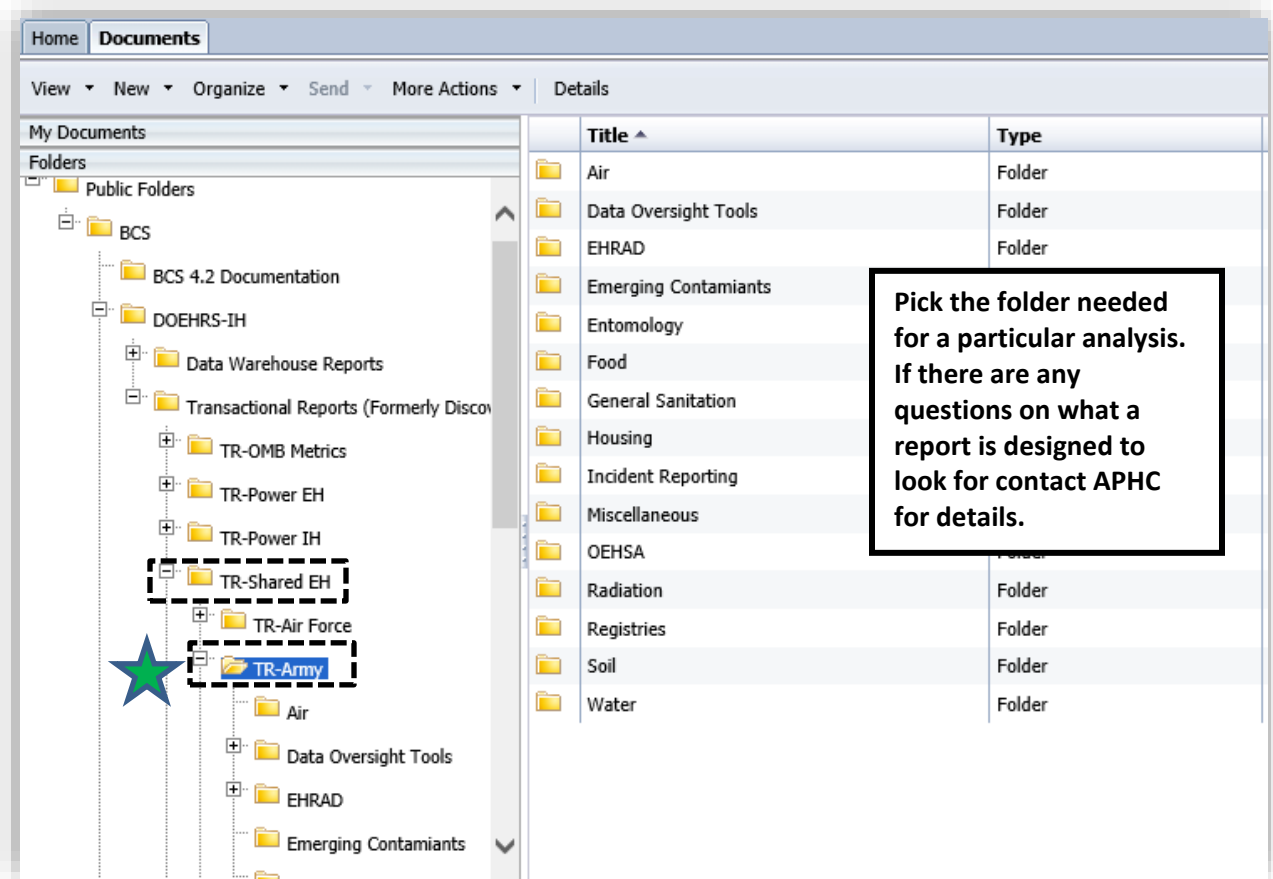 Home Documents
View New Organize Send More Actions Details
My Documents
Folders
Public Folders
BCS
BCS 4.2 Documentation
DOEHRS-IH
Data Warehouse Reports
Transactional Reports (Formerly Discov
TR-OMB Metrics
TR-Power EH
TR-Power IH
TR-Shared EH
TR-Air Force
TR-Army
Air
Data Oversight Tools
EHRAD
Emerging Contamiants
Title Type
Air Folder
Data Oversight Tools Folder
EHRAD Folder
Emerging Contamiants
Entomology
Food
General Sanitation
Housing
Incident Reporting
Miscellaneous
OEHSA Folder
Radiation Folder
Registries Folder
Soil Folder
Water Folder
Pick the folder needed
for a particular analysis.
If there are any
questions on what a
report is designed to
look for contact APHC
for details.